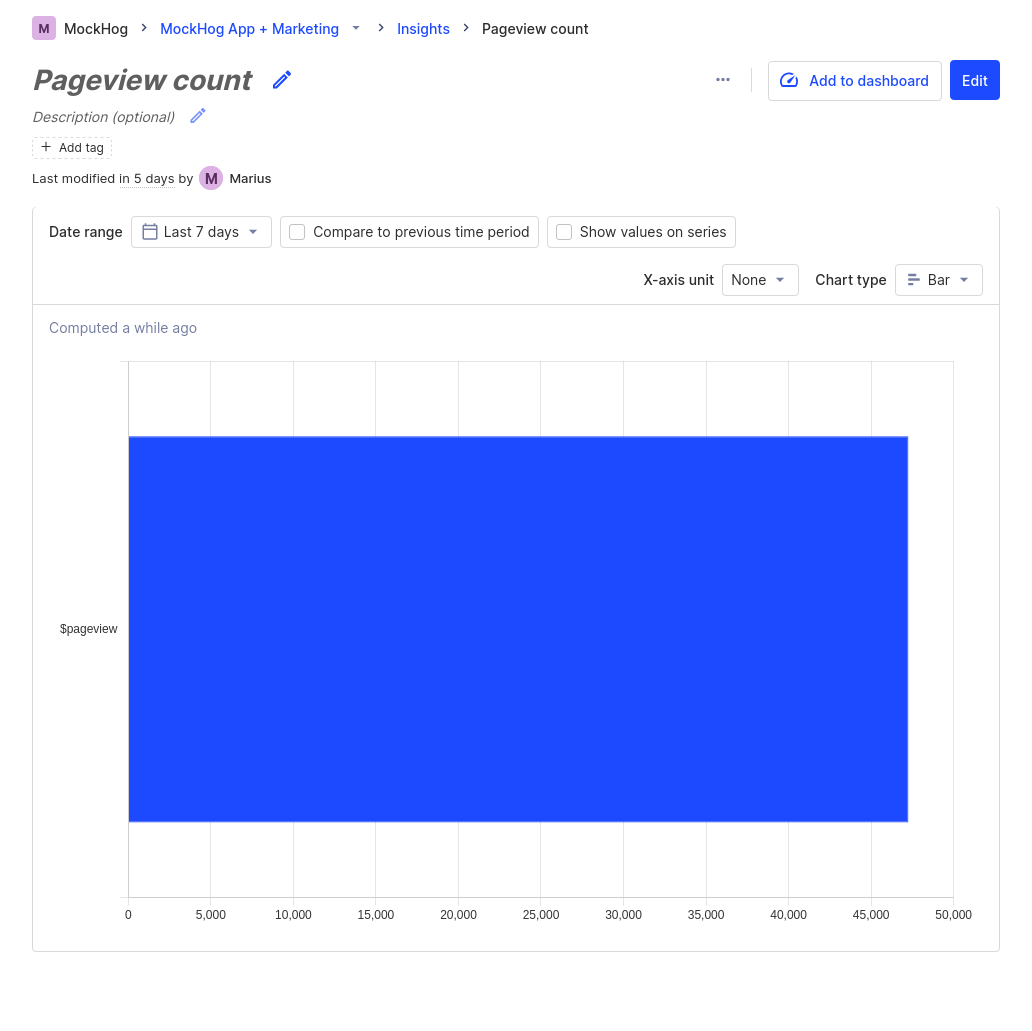 M MockHog MockHog App + Marketing Insights Pageview count
Pageview count
... Add to dashboard Edit
Description (optional)
+ Add tag
Last modified in 5 days by M Marius
Date range Last 7 days Compare to previous time period Show values on series
X-axis unit None Chart type Bar
Computed a while ago
$pageview
0 5,000 10,000 15,000 20,000 25,000 30,000 35,000 40,000 45,000 50,000